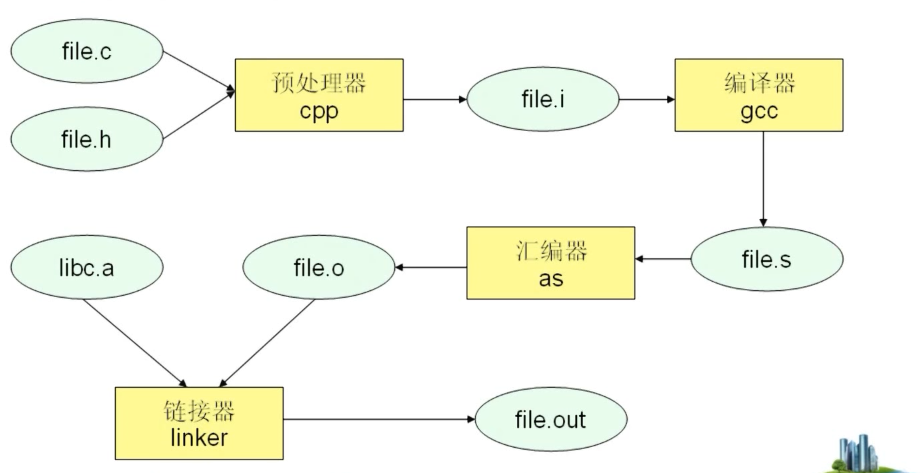 file.c
file.h
预处理器
cpp
file.i
编译器
gcc
libc.a
file.o
汇编器
as
file.s
链接器
linker
file.out